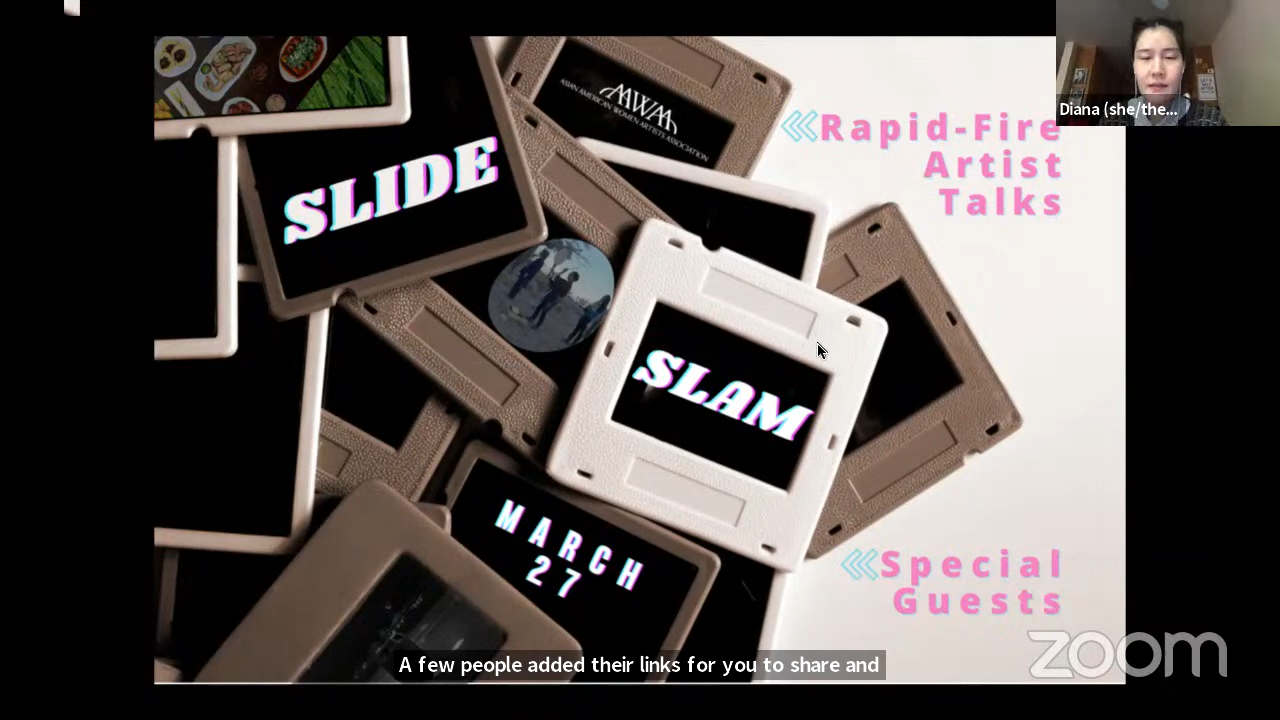 Diana (she/the...
AWMA
ASIAN AMERICAN WOMEN ARTISTS ASSOCIATION
Rapid-Fire
Artist
Talks
SLIDE
SLAM
MARCH
27
Special
Guests
A few people added their links for you to share and
zoom